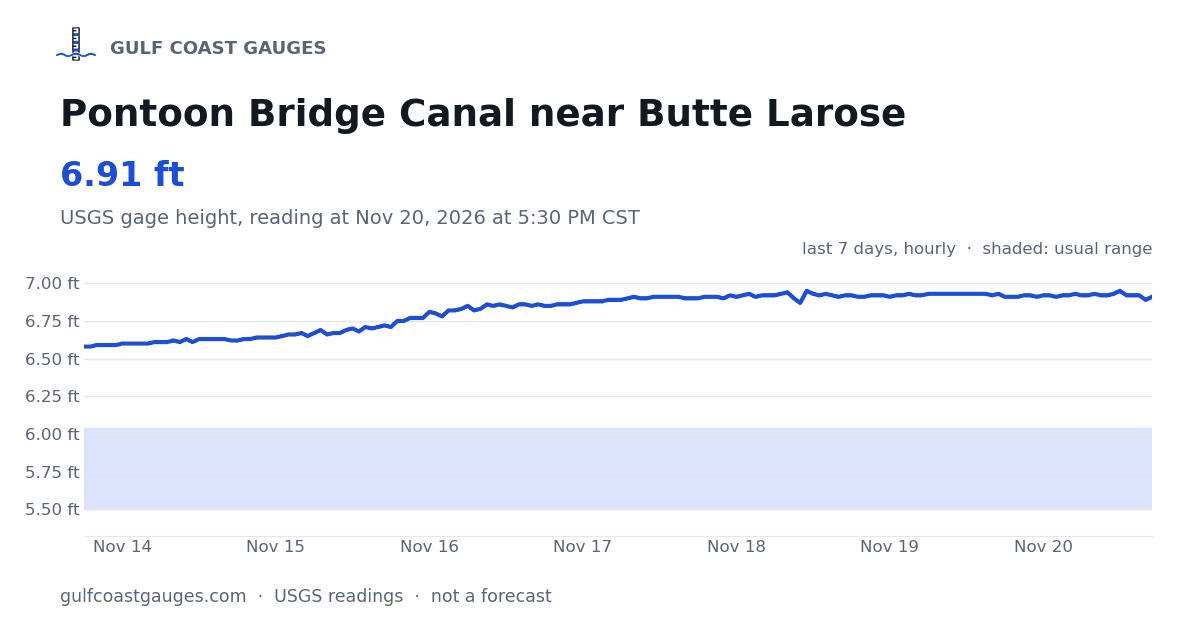 GULF COAST GAUGES
Pontoon Bridge Canal near Butte Larose
6.91 ft
USGS gage height, reading at Nov 20, 2026 at 5:30 PM CST
last 7 days, hourly · shaded: usual range
7.00 ft
6.75 ft
6.50 ft
6.25 ft
6.00 ft
5.75 ft
5.50 ft
Nov 14 Nov 15 Nov 16 Nov 17 Nov 18 Nov 19 Nov 20
gulfcoastgauges.com · USGS readings · not a forecast